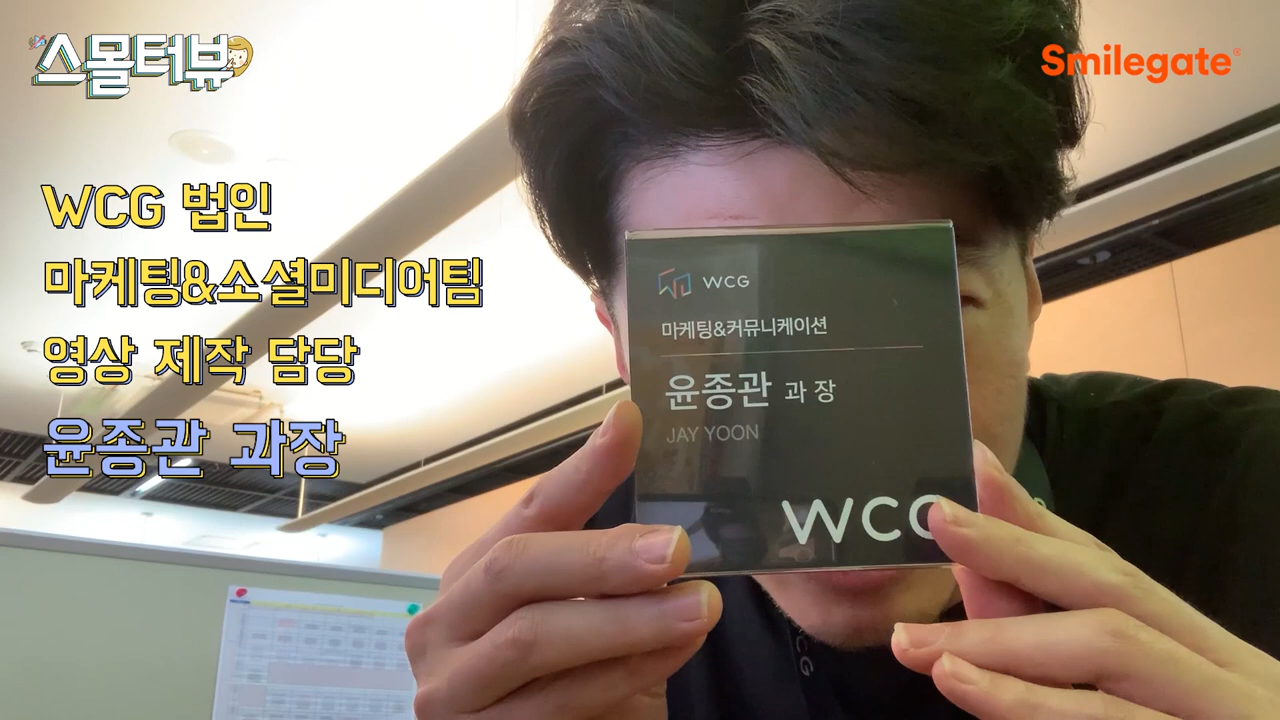 스몰터뷰
Smilegate
WCG 법인
마케팅&소셜미디어팀
영상 제작 담당
윤종관 과장
WCG
마케팅&커뮤니케이션
윤종관 과 장
JAY YOON
WCG